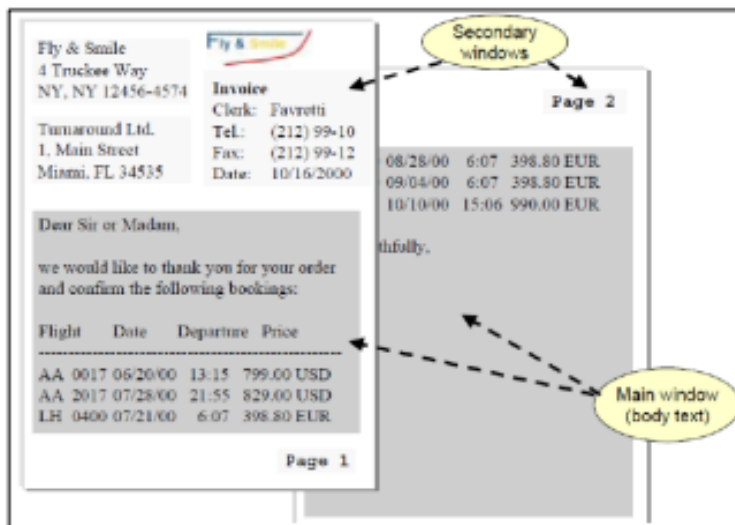 Fly & Smile
4 Truckee Way
NY, NY 12456-4574
Turnaround Ltd.
1, Main Street
Miami, FL 34535
Fly & Smile
Invoice
Clerk: Favretti
Tel.: (212) 99-10
Fax: (212) 99-12
Date: 10/16/2000
Dear Sir or Madam,
we would like to thank you for your order
and confirm the following bookings:
Flight Date Departure Price
--------------------------------------------------------
AA 0017 06/20/00 13:15 799.00 USD
AA 2017 07/28/00 21:55 829.00 USD
LH 0400 07/21/00 6:07 398.80 EUR
Page 1
Secondary
windows
Page 2
08/28/00 6:07 398.80 EUR
09/04/00 6:07 398.80 EUR
10/10/00 15:06 990.00 EUR
thfully,
Main window
(body text)